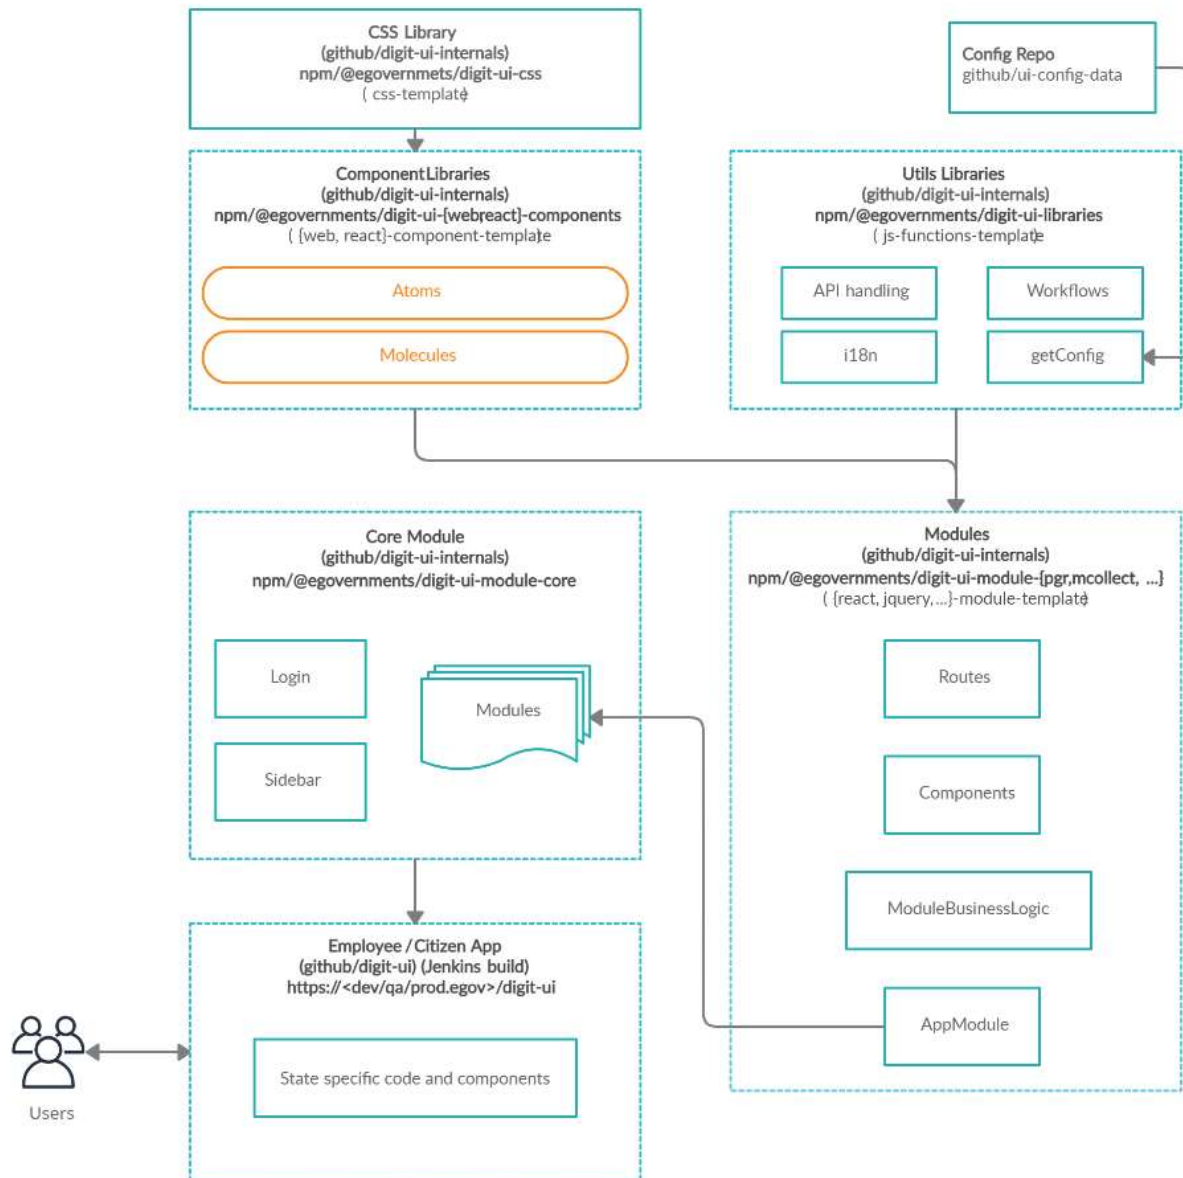 CSS Library
(github/digit-ui-internals)
npm/@egovernmets/digit-ui-css
( css-template)
Config Repo
github/ui-config-data
ComponentLibraries
(github/digit-ui-internals)
npm/@egovernments/digit-ui-{webreact}-components
( {web, react}-component-template)
Atoms
Molecules
Utils Libraries
(github/digit-ui-internals)
npm/@egovernments/digit-ui-libraries
( js-functions-template)
API handling
Workflows
i18n
getConfig
Core Module
(github/digit-ui-internals)
npm/@egovernments/digit-ui-module-core
Login
Modules
Sidebar
Modules
(github/digit-ui-internals)
npm/@egovernments/digit-ui-module-{pgr,mcollect, ...}
( {react, jquery, ...}-module-template)
Routes
Components
ModuleBusinessLogic
AppModule
Employee / Citizen App
(github/digit-ui) (Jenkins build)
https://<dev/qa/prod.egov>/digit-ui
State specific code and components
Users